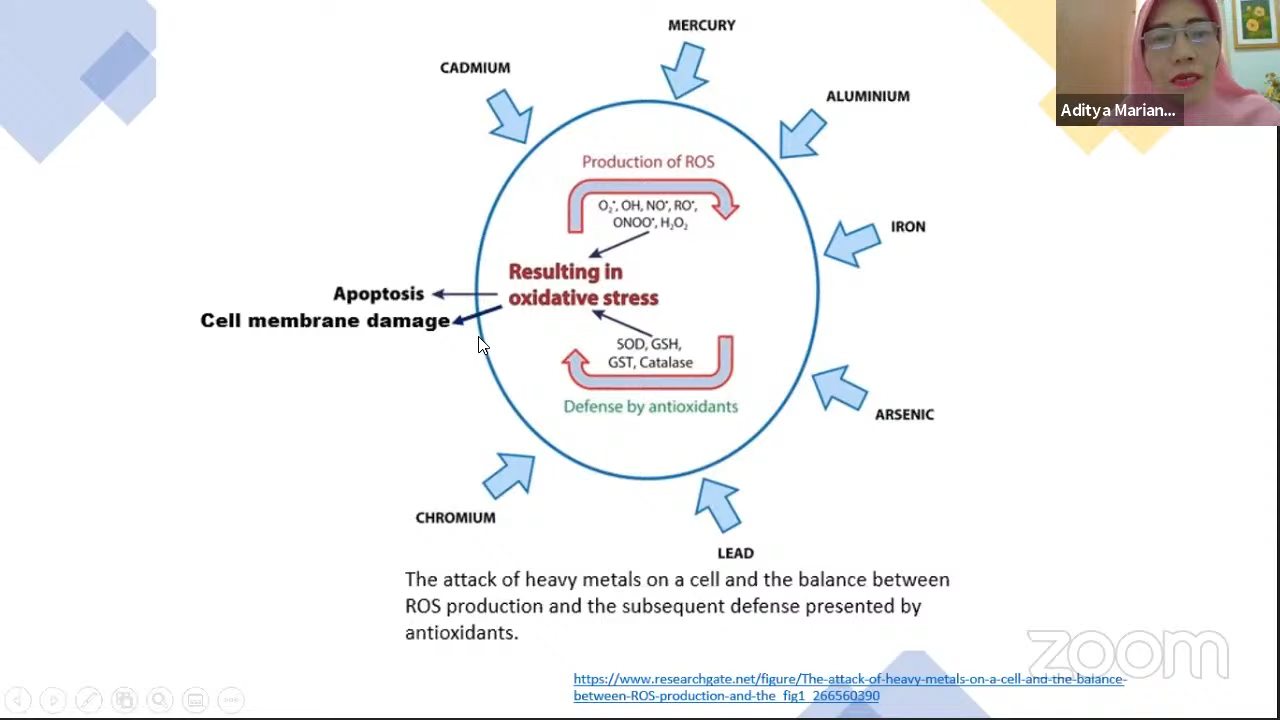 MERCURY
CADMIUM
ALUMINIUM
Aditya Marian...
Production of ROS
O₂•, OH, NO•, RO•,
ONOO•, H₂O₂
IRON
Resulting in
oxidative stress
Apoptosis
Cell membrane damage
SOD, GSH,
GST, Catalase
Defense by antioxidants
ARSENIC
CHROMIUM
LEAD
The attack of heavy metals on a cell and the balance between
ROS production and the subsequent defense presented by
antioxidants.
zoom
https://www.researchgate.net/figure/The-attack-of-heavy-metals-on-a-cell-and-the-balance-
between-ROS-production-and-the_fig1_266560390